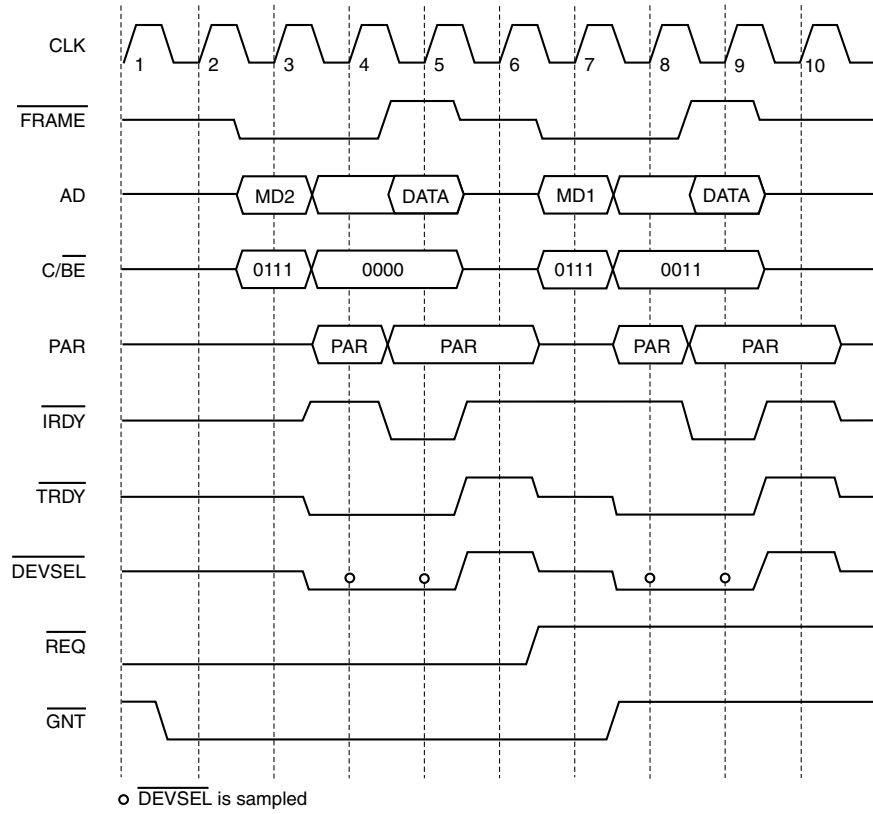 CLK
1 2 3 4 5 6 7 8 9 10
FRAME
AD
MD2 DATA MD1 DATA
C/BE
0111 0000 0111 0011
PAR
PAR PAR PAR PAR
IRDY
TRDY
DEVSEL
REQ
GNT
DEVSEL is sampled